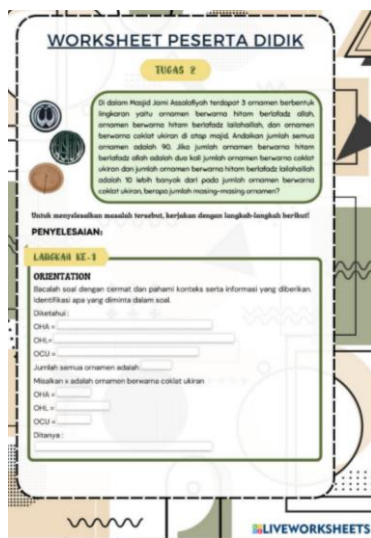 WORKSHEET PESERTA DIDIK
TUGAS 2
Di dalam Masjid Jami Assalafiyah terdapat 3 ornamen berbentuk
lingkaran yaitu ornamen berwarna hitam berlafadz allah,
ornamen berwarna hitam berlafadz lailahaillah, dan ornamen
berwarna coklat ukiran di atap majid. Andaikan jumlah semua
ornamen adalah 90. Jika jumlah ornamen berwarna hitam
berlafadz allah adalah dua kali jumlah ornamen berwarna coklat
ukiran dan jumlah ornamen berwarna hitam berlafadz lailahaillah
adalah 10 lebih banyak dari pada jumlah ornamen berwarna
coklat ukiran, berapa jumlah masing-masing ornamen?
Untuk menyelesaikan masalah tersebut, kerjakan dengan langkah-langkah berikut!
PENYELESAIAN:
LANGKAH KE-1
ORIENTATION
Bacalah soal dengan cermat dan pahami konteks serta informasi yang diberikan.
Identifikasi apa yang diminta dalam soal.
Diketahui :
OHA =
OHL=
OCU =
Jumlah semua ornamen adalah
Misalkan x adalah ornamen berwarna coklat ukiran
OHA =
OHL =
OCU =
Ditanya :
LIVEWORKSHEETS